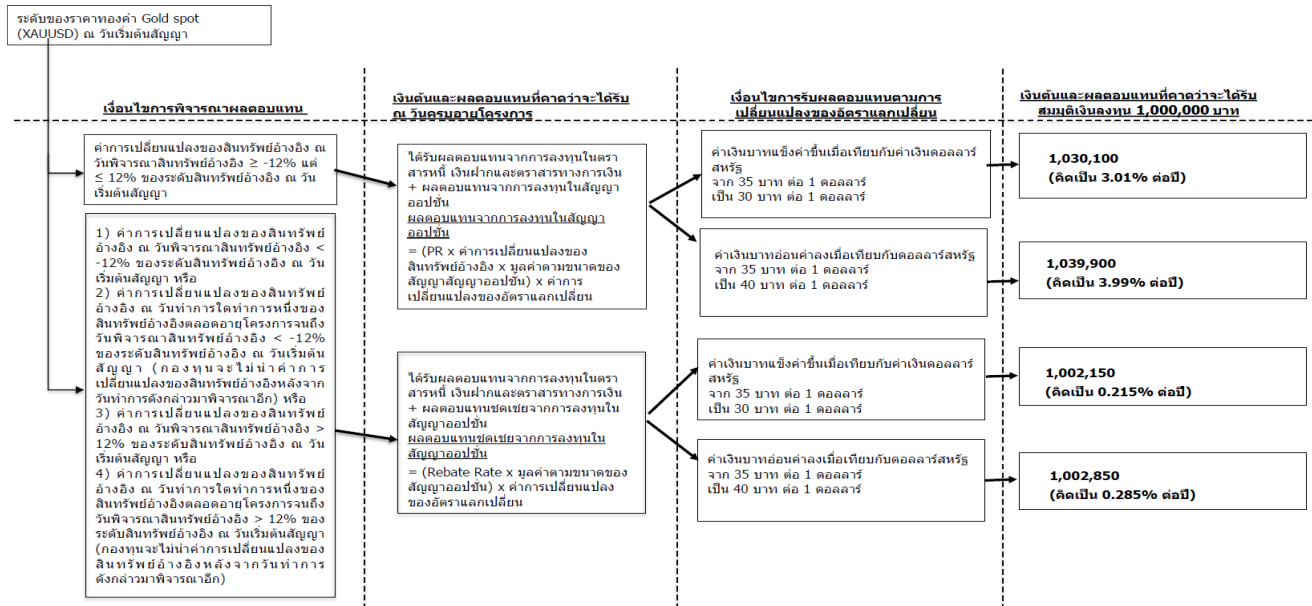 ระดับของราคาทองคำ Gold spot
(XAUUSD) ณ วันเริ่มต้นสัญญา
เงื่อนไขการพิจารณาผลตอบแทน
เงินต้นและผลตอบแทนที่คาดว่าจะได้รับ
ณ วันครบอายุโครงการ
เงื่อนไขการรับผลตอบแทนตามการ
เปลี่ยนแปลงของอัตราแลกเปลี่ยน
เงินต้นและผลตอบแทนที่คาดว่าจะได้รับ
สมมุติเงินลงทุน 1,000,000 บาท
ค่าการเปลี่ยนแปลงของสินทรัพย์อ้างอิง ณ
วันพิจารณาสินทรัพย์อ้างอิง ≥ -12% แต่
≤ 12% ของระดับสินทรัพย์อ้างอิง ณ วัน
เริ่มต้นสัญญา
ได้รับผลตอบแทนจากการลงทุนในตรา
สารหนี้ เงินฝากและตราสารทางการเงิน
+ ผลตอบแทนจากการลงทุนในสัญญา
ออปชั่น
ผลตอบแทนจากการลงทุนในสัญญา
ออปชั่น
= (PR x ค่าการเปลี่ยนแปลงของ
สินทรัพย์อ้างอิง x มูลค่าตามขนาดของ
สัญญาสัญญาออปชั่น) x ค่าการ
เปลี่ยนแปลงของอัตราแลกเปลี่ยน
ค่าเงินบาทแข็งค่าขึ้นเมื่อเทียบกับค่าเงินดอลลาร์
สหรัฐ
จาก 35 บาท ต่อ 1 ดอลลาร์
เป็น 30 บาท ต่อ 1 ดอลลาร์
1,030,100
(คิดเป็น 3.01% ต่อปี)
ค่าเงินบาทอ่อนค่าลงเมื่อเทียบกับดอลลาร์สหรัฐ
จาก 35 บาท ต่อ 1 ดอลลาร์
เป็น 40 บาท ต่อ 1 ดอลลาร์
1,039,900
(คิดเป็น 3.99% ต่อปี)
1) ค่าการเปลี่ยนแปลงของสินทรัพย์
อ้างอิง ณ วันพิจารณาสินทรัพย์อ้างอิง <
-12% ของระดับสินทรัพย์อ้างอิง ณ วัน
เริ่มต้นสัญญา หรือ
2) ค่าการเปลี่ยนแปลงของสินทรัพย์
อ้างอิง ณ วันทำการใดทำการหนึ่งของ
สินทรัพย์อ้างอิงตลอดอายุโครงการจนถึง
วันพิจารณาสินทรัพย์อ้างอิง < -12%
ของระดับสินทรัพย์อ้างอิง ณ วันเริ่มต้น
สัญญา (กองทุนจะไม่นำค่าการ
เปลี่ยนแปลงของสินทรัพย์อ้างอิงหลังจาก
วันทำการดังกล่าวมาพิจารณาอีก) หรือ
3) ค่าการเปลี่ยนแปลงของสินทรัพย์
อ้างอิง ณ วันพิจารณาสินทรัพย์อ้างอิง >
12% ของระดับสินทรัพย์อ้างอิง ณ วัน
เริ่มต้นสัญญา หรือ
4) ค่าการเปลี่ยนแปลงของสินทรัพย์
อ้างอิง ณ วันทำการใดทำการหนึ่งของ
สินทรัพย์อ้างอิงตลอดอายุโครงการจนถึง
วันพิจารณาสินทรัพย์อ้างอิง > 12% ของ
ระดับสินทรัพย์อ้างอิง ณ วันเริ่มต้นสัญญา
(กองทุนจะไม่นำค่าการเปลี่ยนแปลงของ
สินทรัพย์อ้างอิงหลังจากวันทำการ
ดังกล่าวมาพิจารณาอีก)
ได้รับผลตอบแทนจากการลงทุนในตรา
สารหนี้ เงินฝากและตราสารทางการเงิน
+ ผลตอบแทนชดเชยจากการลงทุนใน
สัญญาออปชั่น
ผลตอบแทนชดเชยจากการลงทุนใน
สัญญาออปชั่น
= (Rebate Rate x มูลค่าตามขนาดของ
สัญญาออปชั่น) x ค่าการเปลี่ยนแปลง
ของอัตราแลกเปลี่ยน
ค่าเงินบาทแข็งค่าขึ้นเมื่อเทียบกับค่าเงินดอลลาร์
สหรัฐ
จาก 35 บาท ต่อ 1 ดอลลาร์
เป็น 30 บาท ต่อ 1 ดอลลาร์
1,002,150
(คิดเป็น 0.215% ต่อปี)
ค่าเงินบาทอ่อนค่าลงเมื่อเทียบกับดอลลาร์สหรัฐ
จาก 35 บาท ต่อ 1 ดอลลาร์
เป็น 40 บาท ต่อ 1 ดอลลาร์
1,002,850
(คิดเป็น 0.285% ต่อปี)